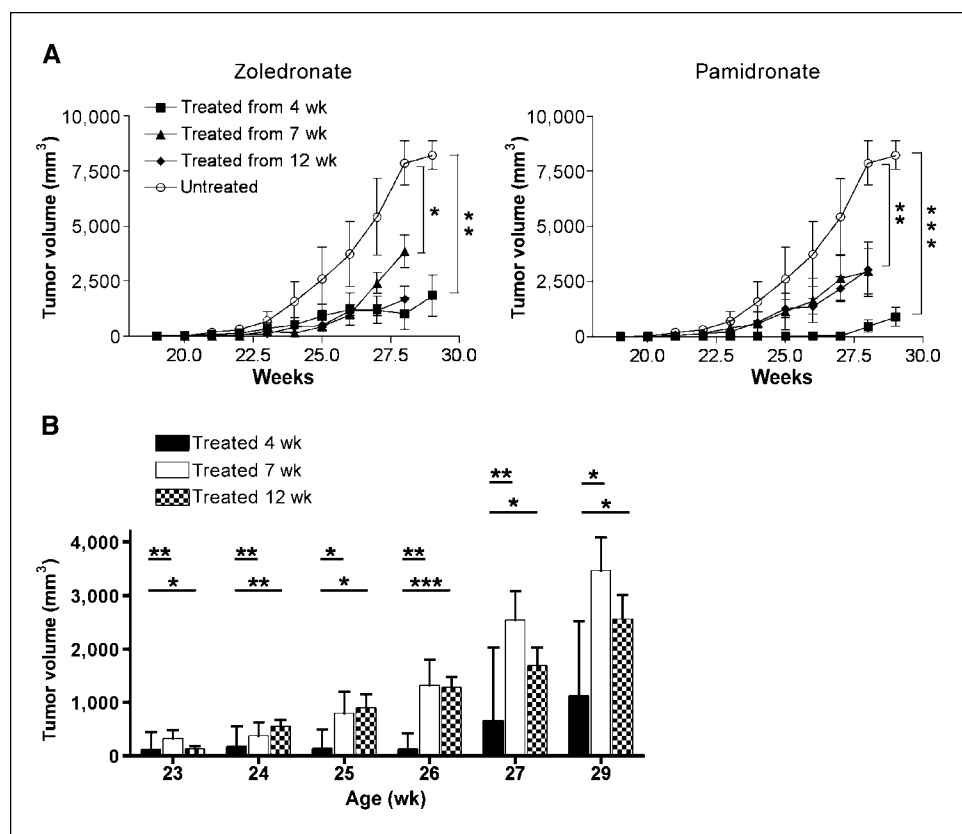 A
Zoledronate
Pamidronate
Treated from 4 wk
Treated from 7 wk
Treated from 12 wk
Untreated
Tumor volume (mm³)
10,000
7,500
5,000
2,500
0
20.0 22.5 25.0 27.5 30.0
Weeks
*
**
Tumor volume (mm³)
10,000
7,500
5,000
2,500
0
20.0 22.5 25.0 27.5 30.0
Weeks
**
***
B
Treated 4 wk
Treated 7 wk
Treated 12 wk
Tumor volume (mm³)
4,000
3,000
2,000
1,000
0
** ** * ** ** *
* ** * *** * *
23 24 25 26 27 29
Age (wk)